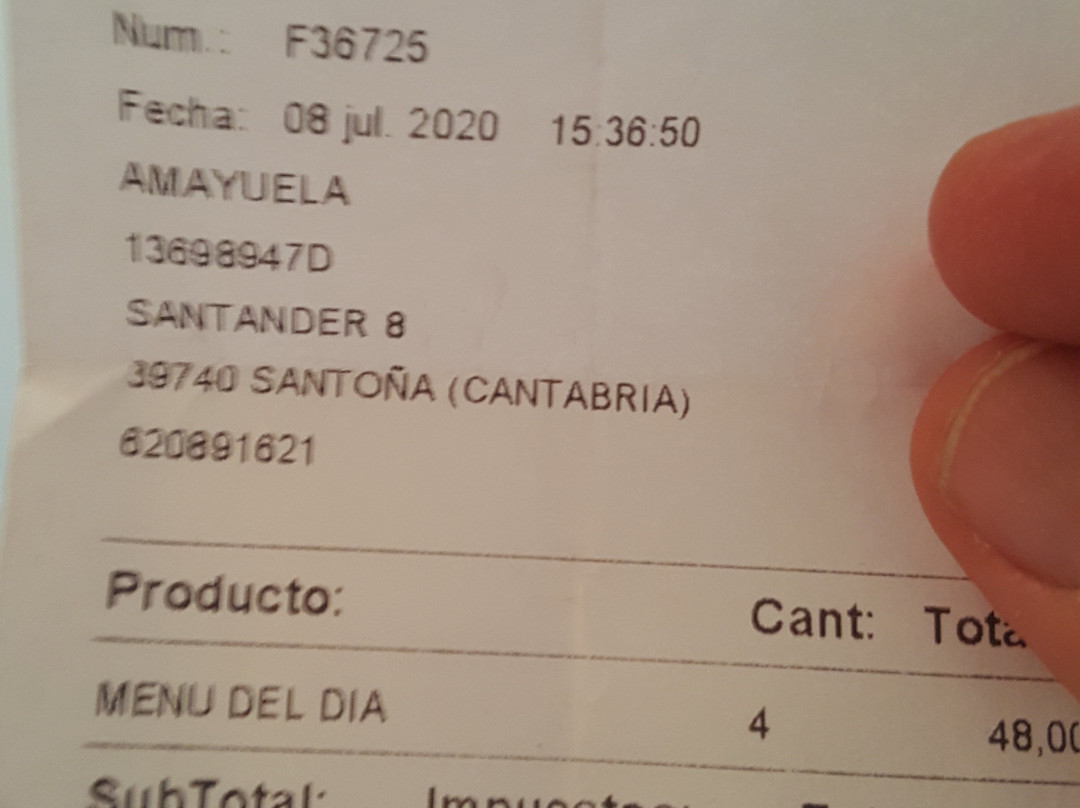 Num.: F36725
Fecha: 08 jul. 2020 15:36:50
AMAYUELA
13698947D
SANTANDER 8
39740 SANTOÑA (CANTABRIA)
620891621
Producto: Cant: Tota
MENU DEL DIA 4 48,00
SubTotal: Impuestos: